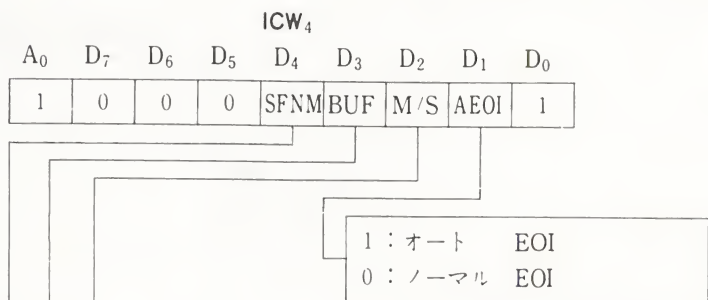 ICW₄
A₀ D₇ D₆ D₅ D₄ D₃ D₂ D₁ D₀
1 0 0 0 SFNM BUF M/S AEOI 1
1：オート EOI
0：ノーマル EOI